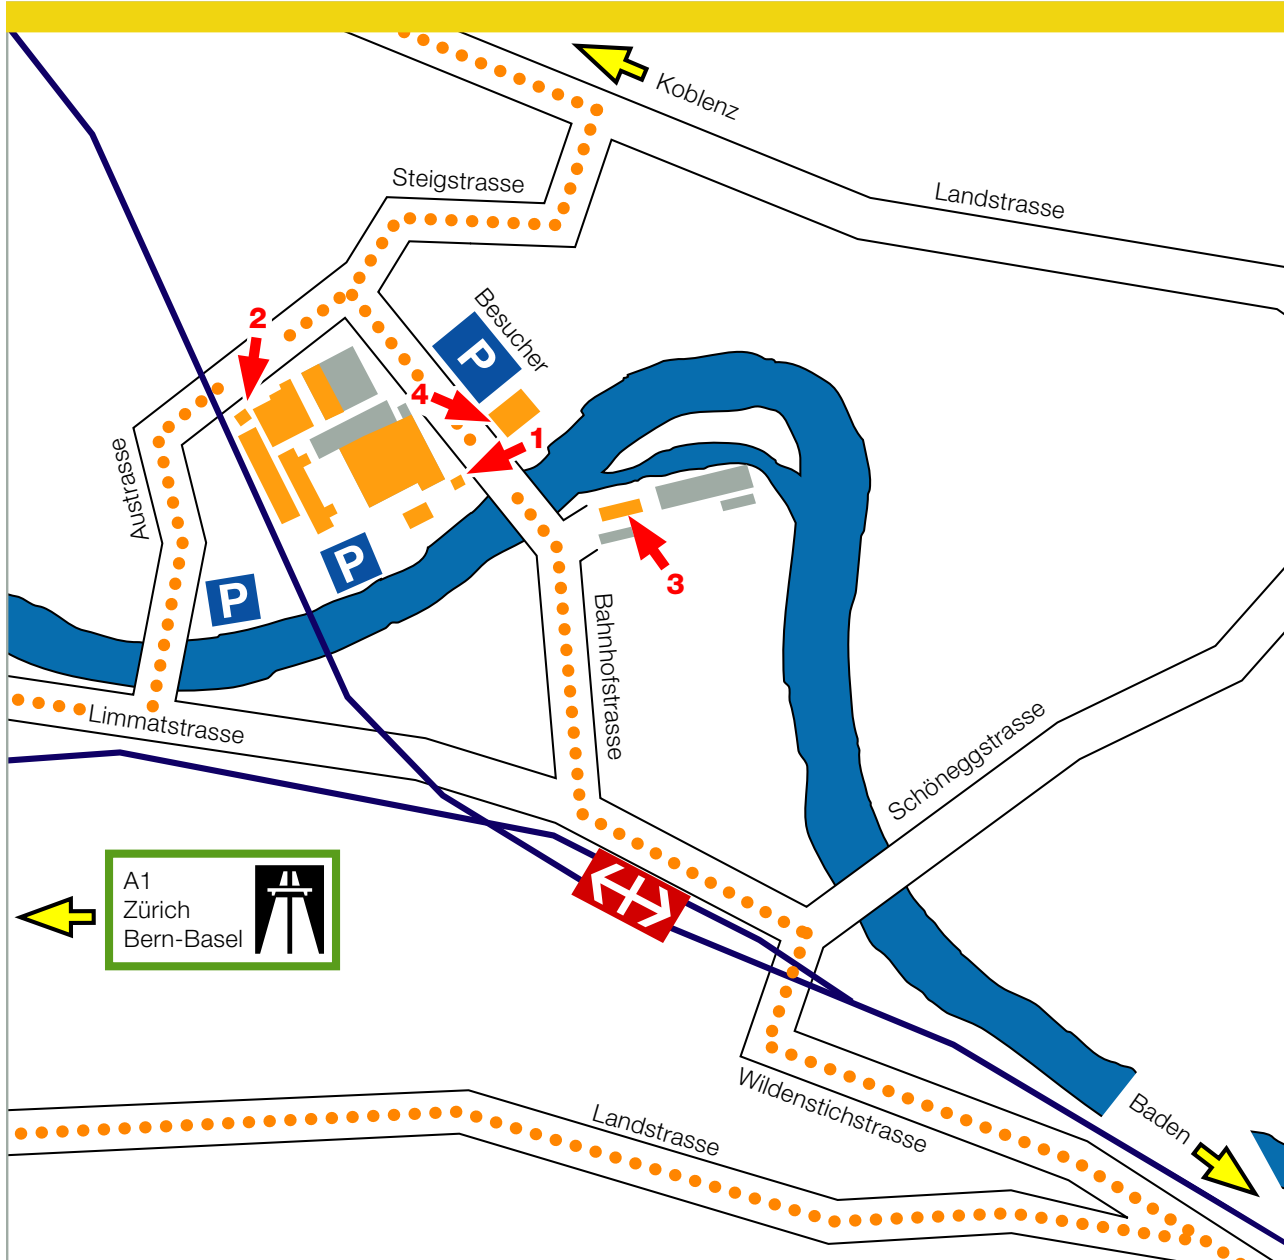 Koblenz
Steigstrasse
Landstrasse
Besucher
2
P
4
1
Austrasse
P
3
P
Bahnhofstrasse
Limmatstrasse
Schöneggstrasse
A1
Zürich
Bern-Basel
Wildenstichstrasse
Landstrasse
Baden